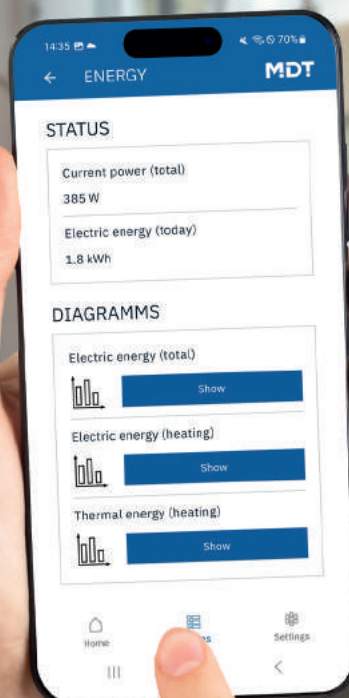 14:35
70%
ENERGY
MDT
STATUS
Current power (total)
385 W
Electric energy (today)
1.8 kWh
DIAGRAMMS
Electric energy (total)
Show
Electric energy (heating)
Show
Thermal energy (heating)
Show
Home
Settings